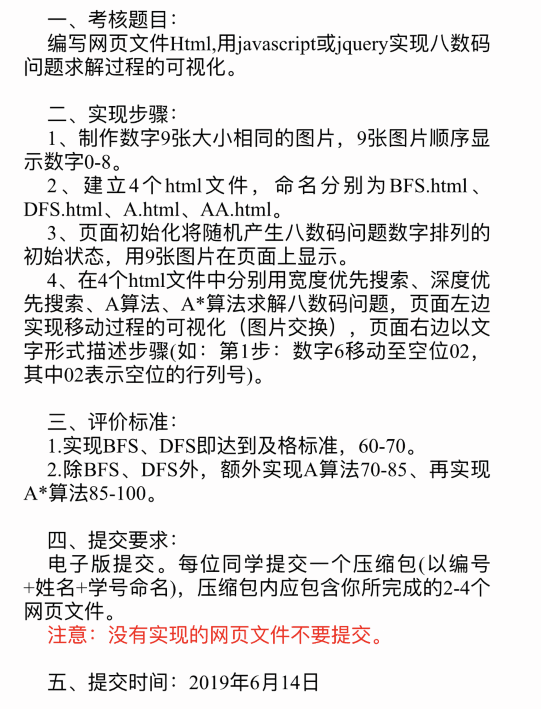 一、考核题目：
编写网页文件Html,用javascript或jquery实现八数码
问题求解过程的可视化。
二、实现步骤：
1、制作数字9张大小相同的图片，9张图片顺序显
示数字0-8。
2、建立4个html文件，命名分别为BFS.html、
DFS.html、A.html、AA.html。
3、页面初始化将随机产生八数码问题数字排列的
初始状态，用9张图片在页面上显示。
4、在4个html文件中分别用宽度优先搜索、深度优
先搜索、A算法、A*算法求解八数码问题，页面左边
实现移动过程的可视化（图片交换），页面右边以文
字形式描述步骤(如：第1步：数字6移动至空位02，
其中02表示空位的行列号)。
三、评价标准：
1.实现BFS、DFS即达到及格标准，60-70。
2.除BFS、DFS外，额外实现A算法70-85、再实现
A*算法85-100。
四、提交要求：
电子版提交。每位同学提交一个压缩包(以编号
+姓名+学号命名)，压缩包内应包含你所完成的2-4个
网页文件。
注意：没有实现的网页文件不要提交。
五、提交时间：2019年6月14日